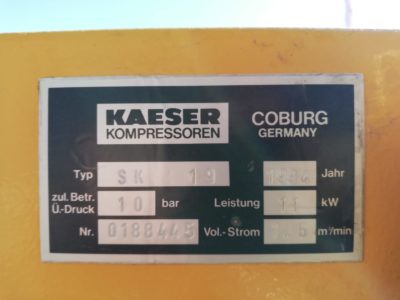 KAESER
KOMPRESSOREN
COBURG
GERMANY
Typ SK 19 Jahr
zul. Betr.
Ü.-Druck 10 bar Leistung 11 kW
Nr. 0188445 Vol.-Strom m³/min